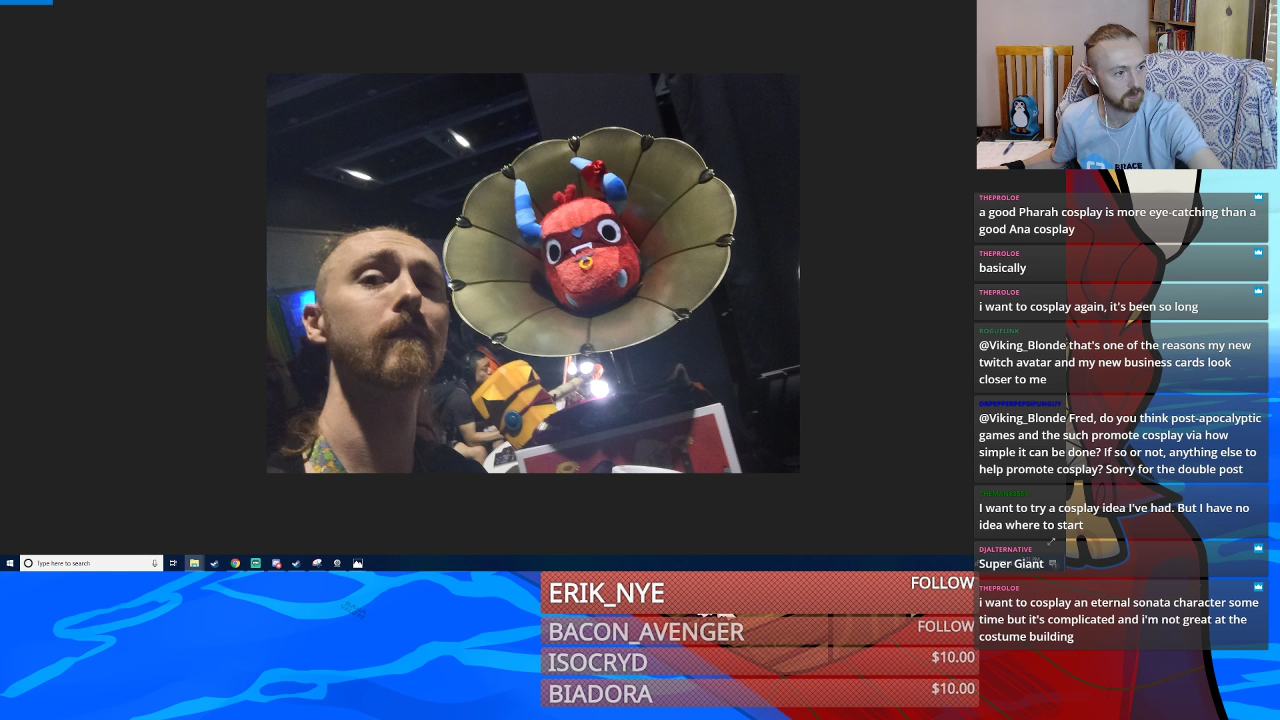 BRACE
THEPROLOE
a good Pharah cosplay is more eye-catching than a
good Ana cosplay
THEPROLOE
basically
THEPROLOE
i want to cosplay again, it's been so long
ROGUELINK
@Viking_Blonde that's one of the reasons my new
twitch avatar and my new business cards look
closer to me
@Viking_Blonde Fred, do you think post-apocalyptic
games and the such promote cosplay via how
simple it can be done? If so or not, anything else to
help promote cosplay? Sorry for the double post
I want to try a cosplay idea I've had. But I have no
idea where to start
DJALTERNATIVE
Super Giant
THEPROLOE
i want to cosplay an eternal sonata character some
time but it's complicated and i'm not great at the
costume building
Type here to search
ERIK_NYE FOLLOW
BACON_AVENGER FOLLOW
ISOCRYD $10.00
BIADORA $10.00